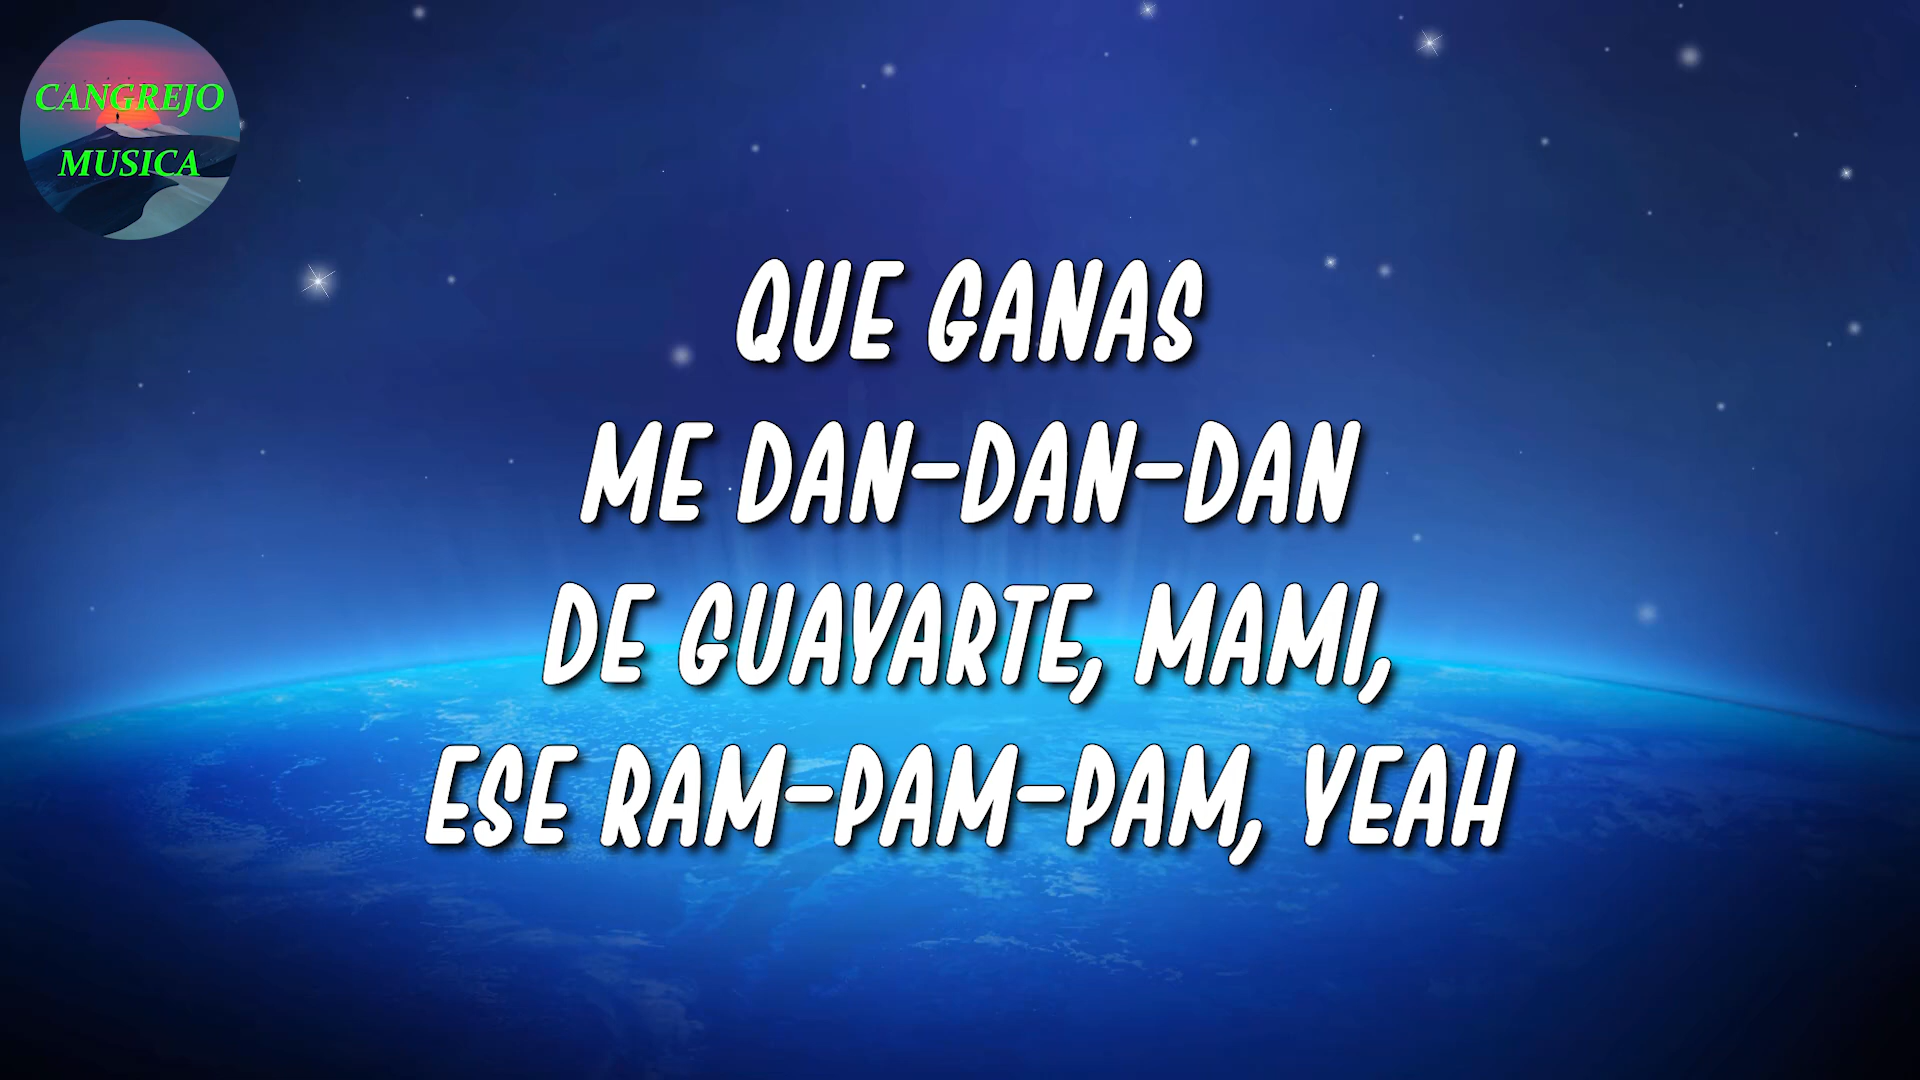 CANGREJO
MUSICA
QUE GANAS
ME DAN-DAN-DAN
DE GUAYARTE, MAMI,
ESE RAM-PAM-PAM, YEAH